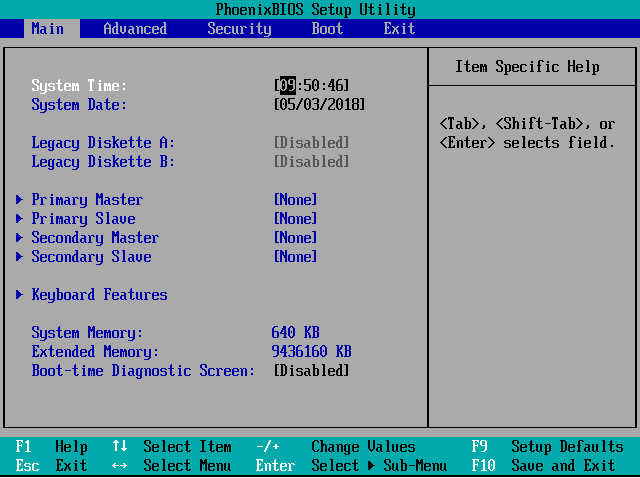 PhoenixBIOS Setup Utility
Main Advanced Security Boot Exit
Item Specific Help
System Time: [09:50:46]
System Date: [05/03/2018]
<Tab>, <Shift-Tab>, or
<Enter> selects field.
Legacy Diskette A: [Disabled]
Legacy Diskette B: [Disabled]
Primary Master [None]
Primary Slave [None]
Secondary Master [None]
Secondary Slave [None]
Keyboard Features
System Memory: 640 KB
Extended Memory: 9436160 KB
Boot-time Diagnostic Screen: [Disabled]
F1 Help ↑↓ Select Item -/+ Change Values F9 Setup Defaults
Esc Exit ↔ Select Menu Enter Select ▶ Sub-Menu F10 Save and Exit